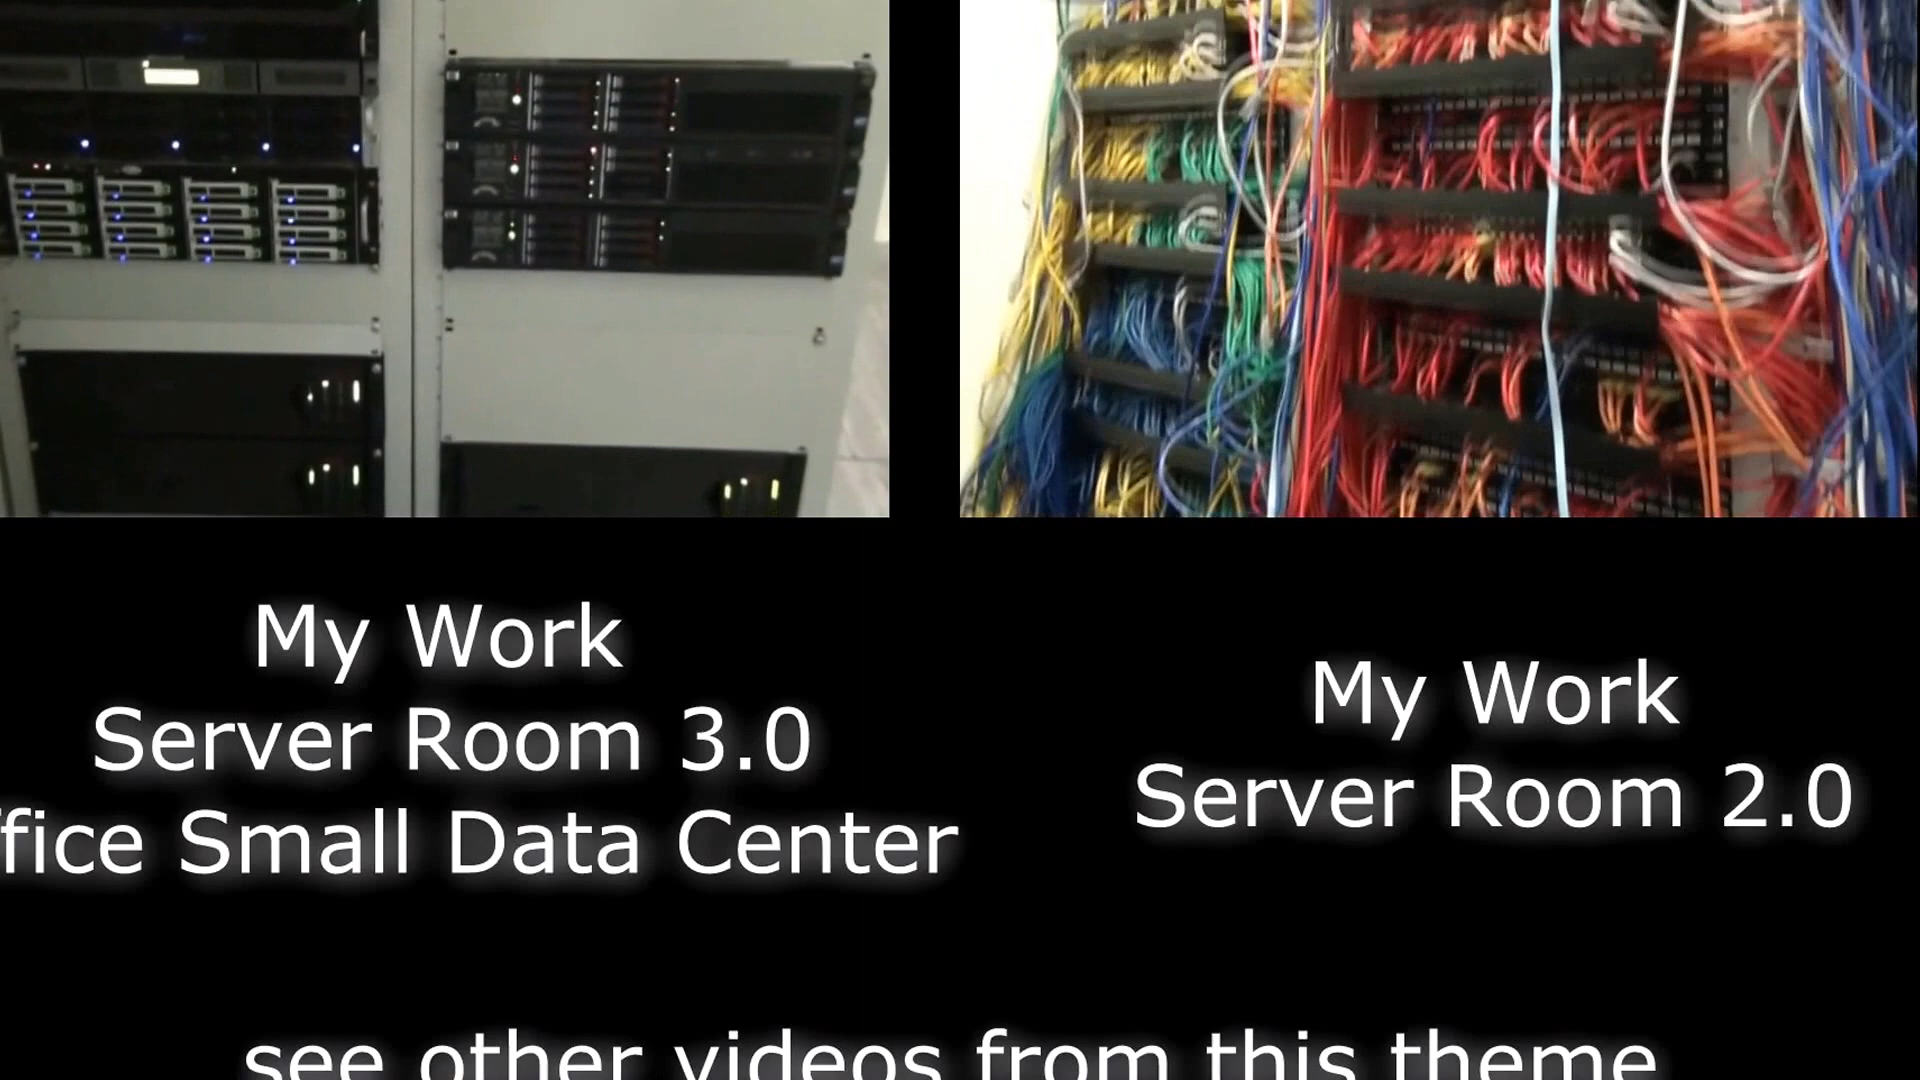 My Work
Server Room 3.0
ffice Small Data Center
My Work
Server Room 2.0
see other videos from this theme